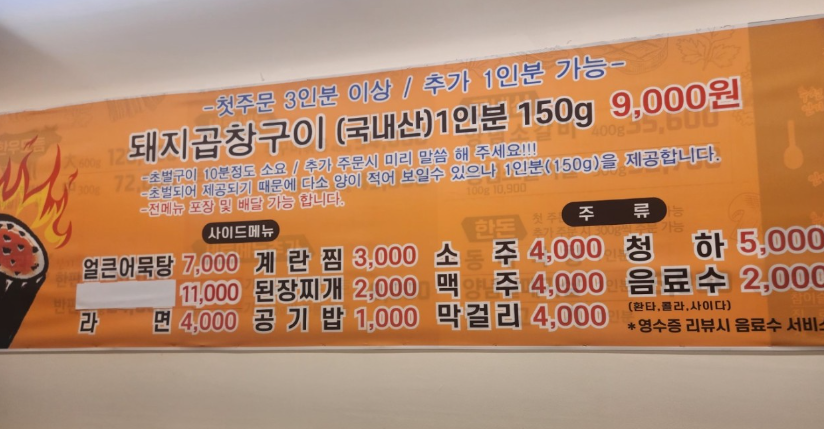 -첫주문 3인분 이상 / 추가 1인분 가능-
돼지곱창구이 (국내산)1인분 150g 9,000원
-초벌구이 10분정도 소요 / 추가 주문시 미리 말씀 해 주세요!!!
-초벌되어 제공되기 때문에 다소 양이 적어 보일수 있으나 1인분(150g)을 제공합니다.
-전메뉴 포장 및 배달 가능 합니다.
사이드메뉴
얼큰어묵탕 7,000 계란찜 3,000
11,000 된장찌개 2,000
라면 4,000 공기밥 1,000
주류
소주 4,000 청하 5,000
맥주 4,000 음료수 2,000
(환타,콜라,사이다)
막걸리 4,000 *영수증 리뷰시 음료수 서비스